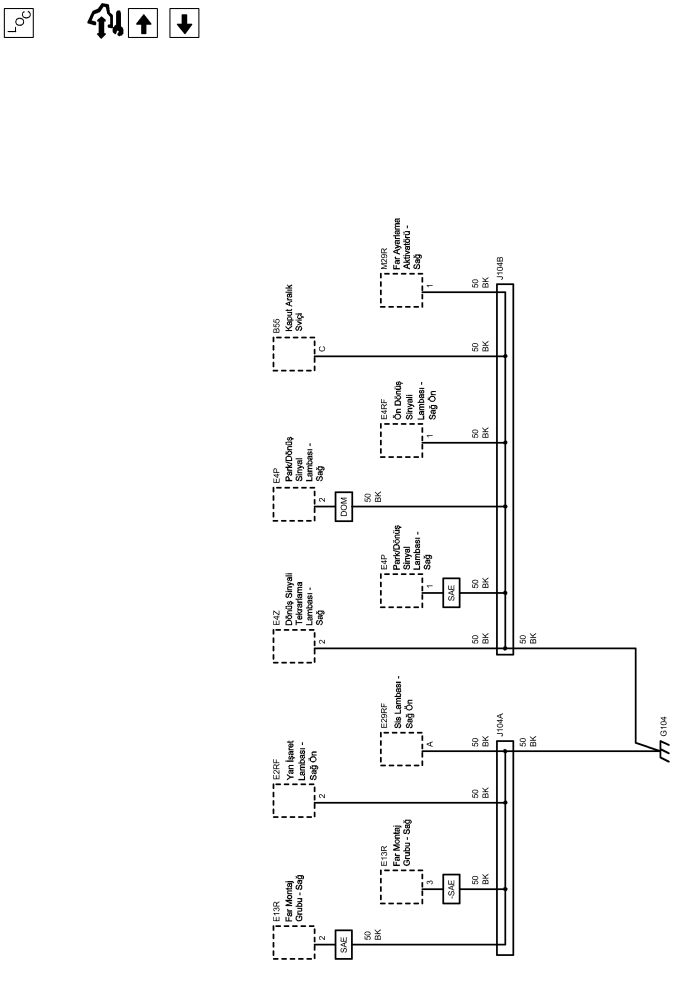 LOC
E13R
Far Montaj
Grubu - Sağ
2
SAE
50
BK
E13R
Far Montaj
Grubu - Sağ
3
-SAE
50
BK
E2RF
Yan İşaret
Lambası -
Sağ Ön
2
50
BK
E29RF
Sis Lambası -
Sağ Ön
A
50
BK
J104A
50
BK
G104
E4Z
Dönüş Sinyali
Tekrarlama
Lambası -
Sağ
2
50
BK
50
BK
E4P
Park/Dönüş
Sinyal
Lambası -
Sağ
1
SAE
50
BK
E4P
Park/Dönüş
Sinyal
Lambası -
Sağ
2
DOM
50
BK
E4RF
Ön Dönüş
Sinyali
Lambası -
Sağ Ön
1
50
BK
B55
Kaput Aralık
Sviçi
C
50
BK
M29R
Far Ayarlama
Aktivatörü -
Sağ
1
50
BK
J104B